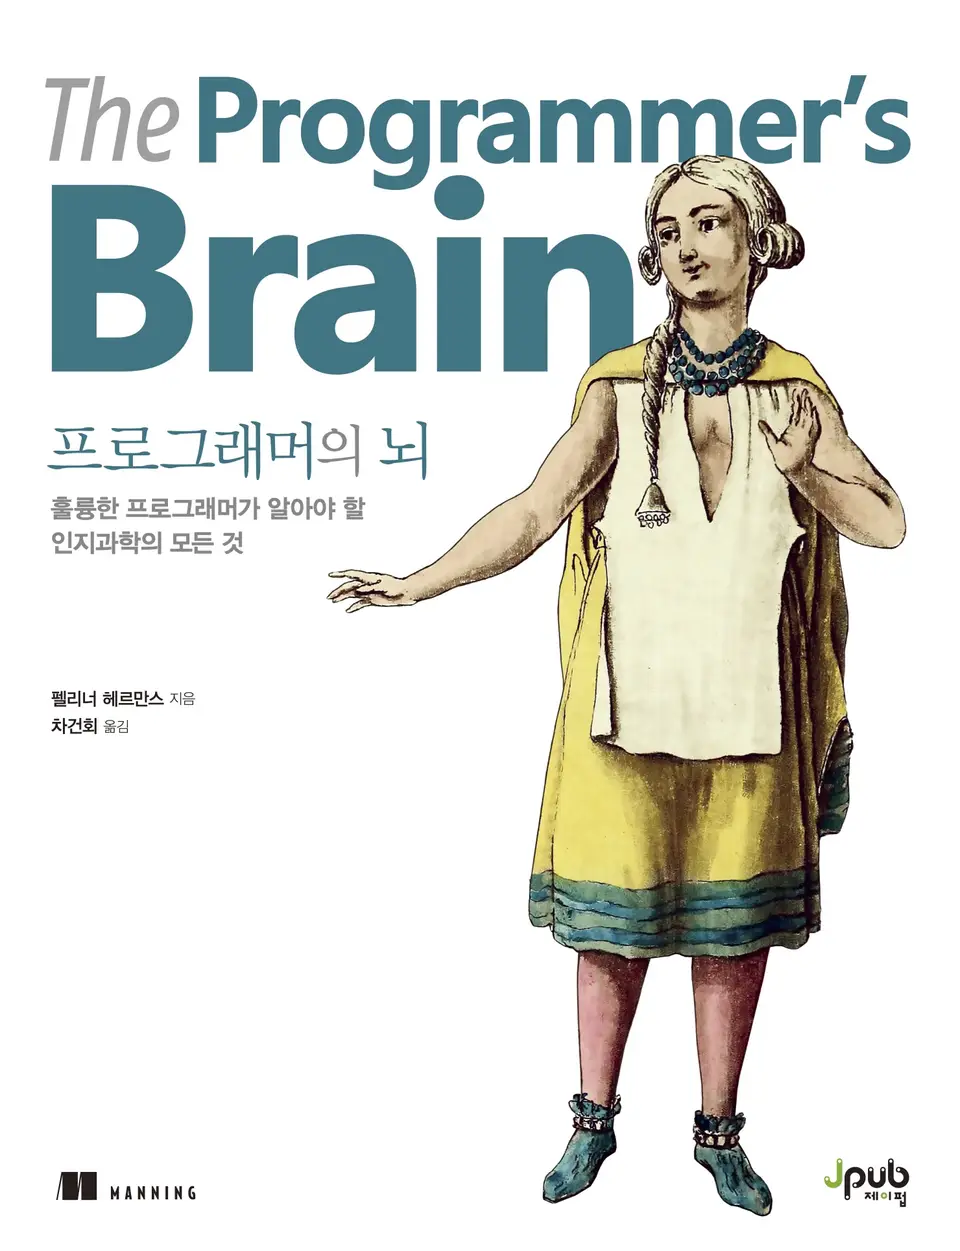 The Programmer's
Brain
프로그래머의 뇌
훌륭한 프로그래머가 알아야 할
인지과학의 모든 것
펠리너 헤르만스 지음
차건회 옮김
MANNING
Jpub
제이펍